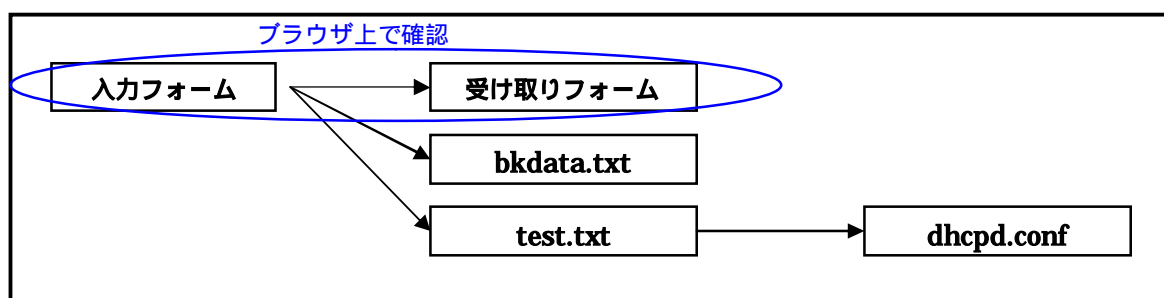 ブラウザ上で確認
入力フォーム
受け取りフォーム
bkdata.txt
test.txt
dhcpd.conf